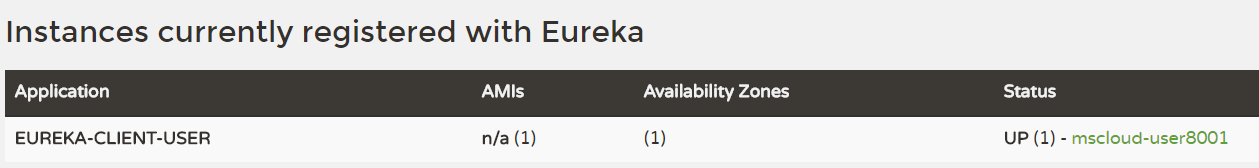 Instances currently registered with Eureka
Application AMIs Availability Zones Status
EUREKA-CLIENT-USER n/a (1) (1) UP (1) - mscloud-user8001